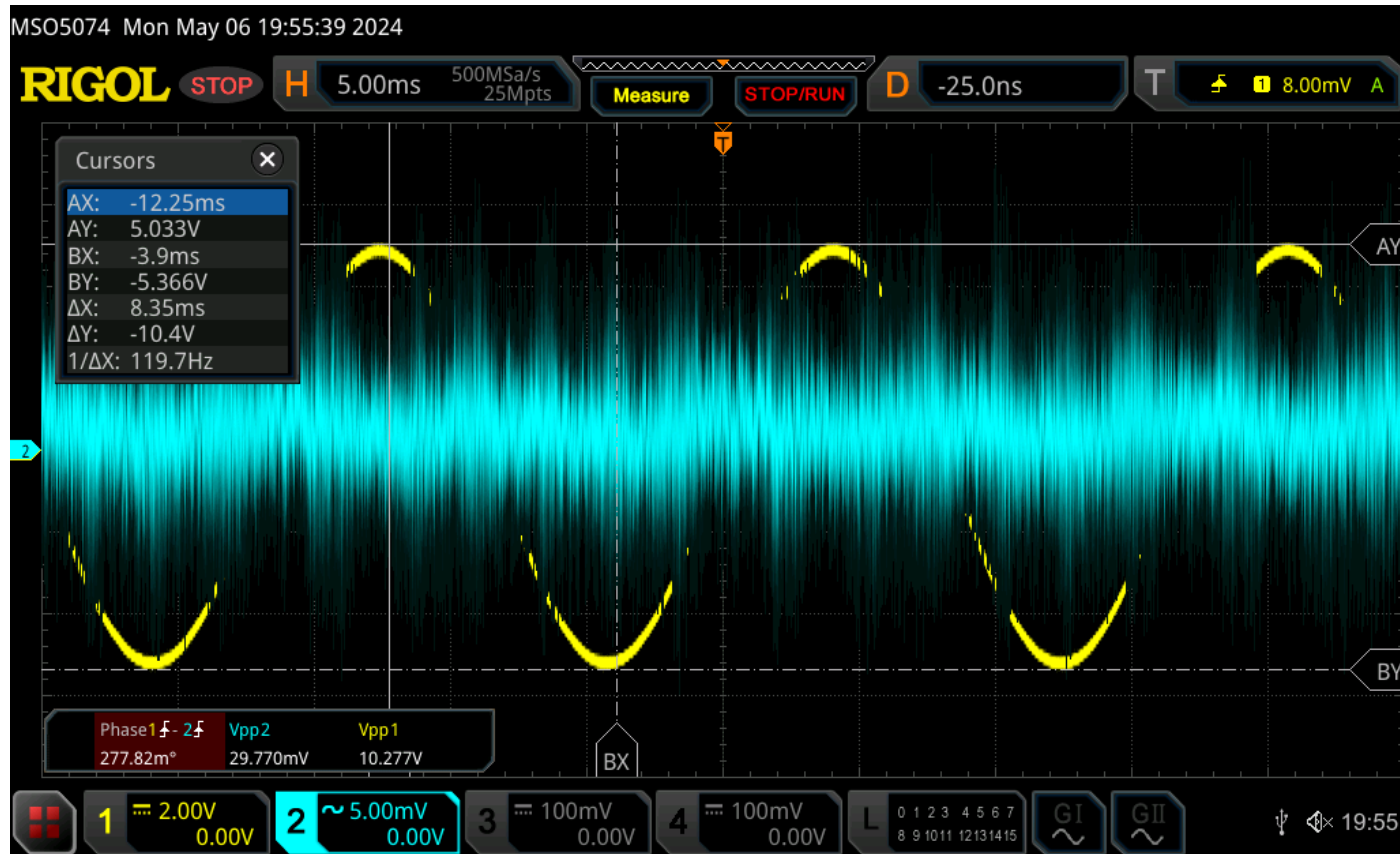 MSO5074 Mon May 06 19:55:39 2024
RIGOL STOP H 5.00ms 500MSa/s 25Mpts Measure STOP/RUN D -25.0ns T 1 8.00mV A
T
Cursors
AX: -12.25ms
AY: 5.033V
BX: -3.9ms
BY: -5.366V
ΔX: 8.35ms
ΔY: -10.4V
1/ΔX: 119.7Hz
AY
2
BY
Phase1-2 Vpp2 Vpp1
277.82m° 29.770mV 10.277V
BX
1 2.00V 0.00V 2 5.00mV 0.00V 3 100mV 0.00V 4 100mV 0.00V L 0 1 2 3 4 5 6 7 GI GII 19:55
8 9 10 11 12 13 14 15